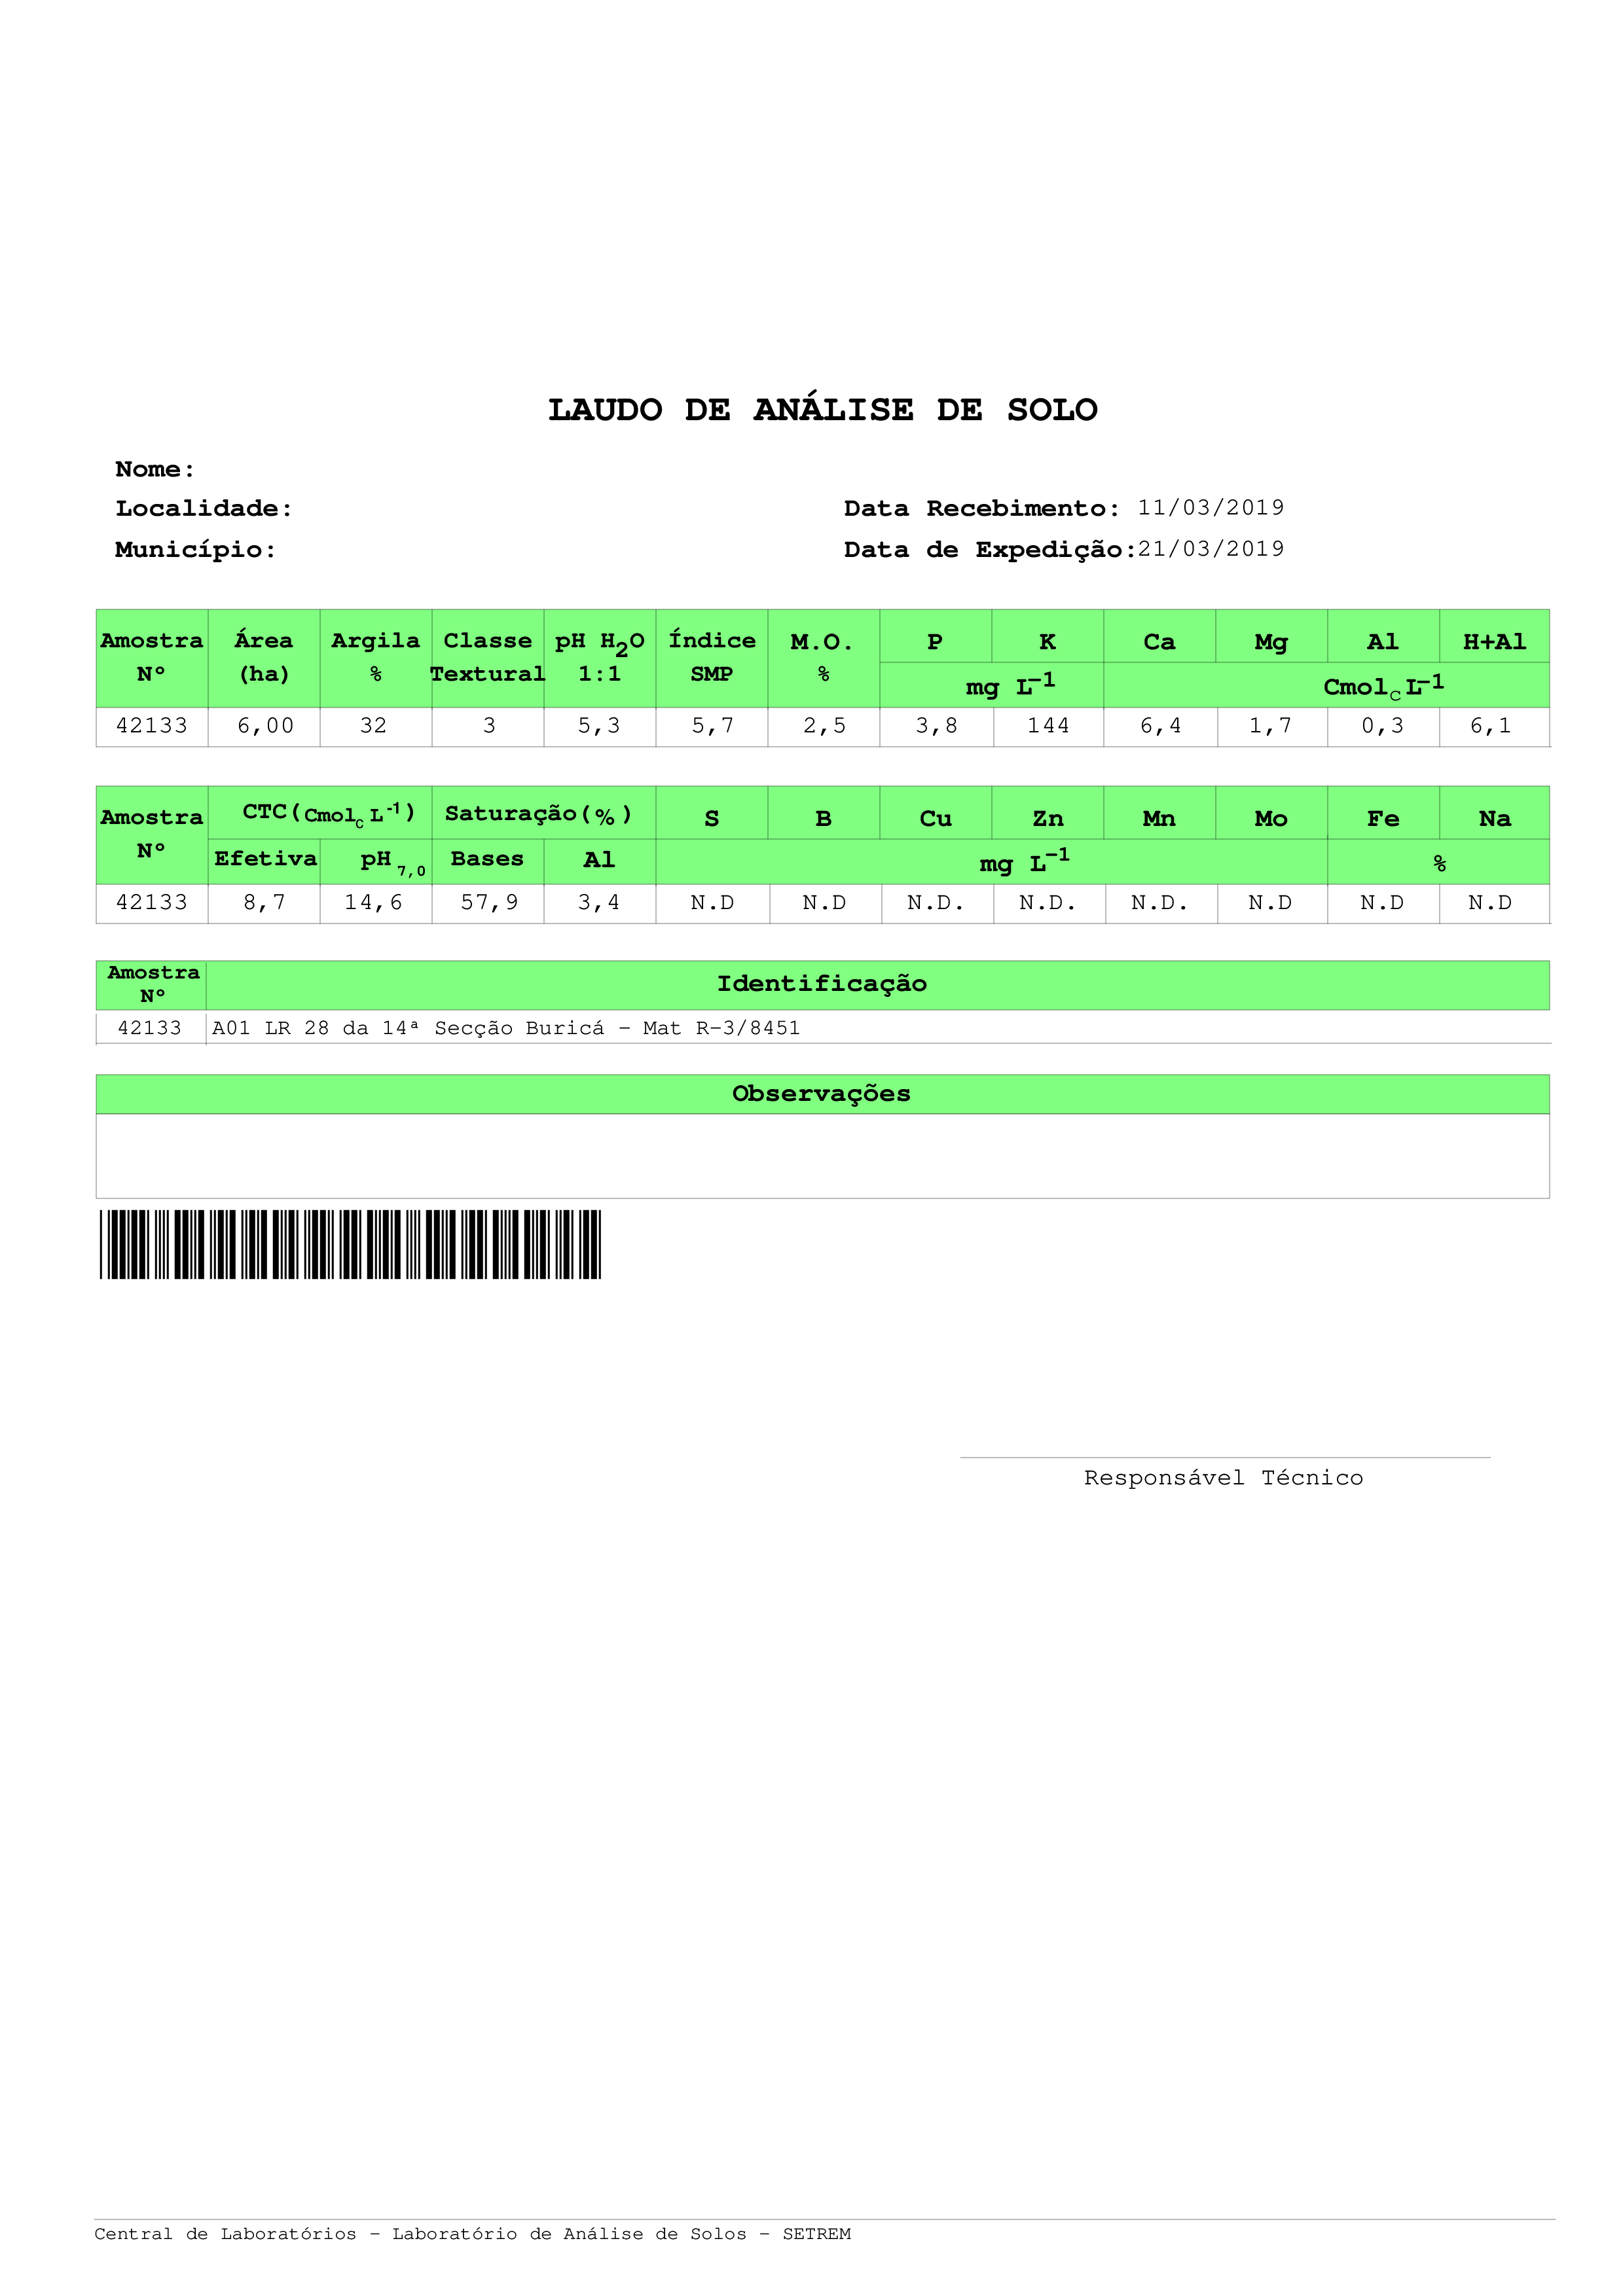 LAUDO DE ANÁLISE DE SOLO
Nome:
Localidade: Data Recebimento: 11/03/2019
Município: Data de Expedição:21/03/2019
Amostra Nº Área (ha) Argila % Classe Textural pH H2O 1:1 Índice SMP M.O. % P K Ca Mg Al H+Al
mg L-1 CmolcL-1
42133 6,00 32 3 5,3 5,7 2,5 3,8 144 6,4 1,7 0,3 6,1
Amostra Nº CTC(CmolcL-1) Saturação(%) S B Cu Zn Mn Mo Fe Na
Efetiva pH 7,0 Bases Al mg L-1 %
42133 8,7 14,6 57,9 3,4 N.D N.D N.D. N.D. N.D. N.D N.D N.D
Amostra Nº Identificação
42133 A01 LR 28 da 14ª Secção Buricá - Mat R-3/8451
Observações
Responsável Técnico
Central de Laboratórios - Laboratório de Análise de Solos - SETREM